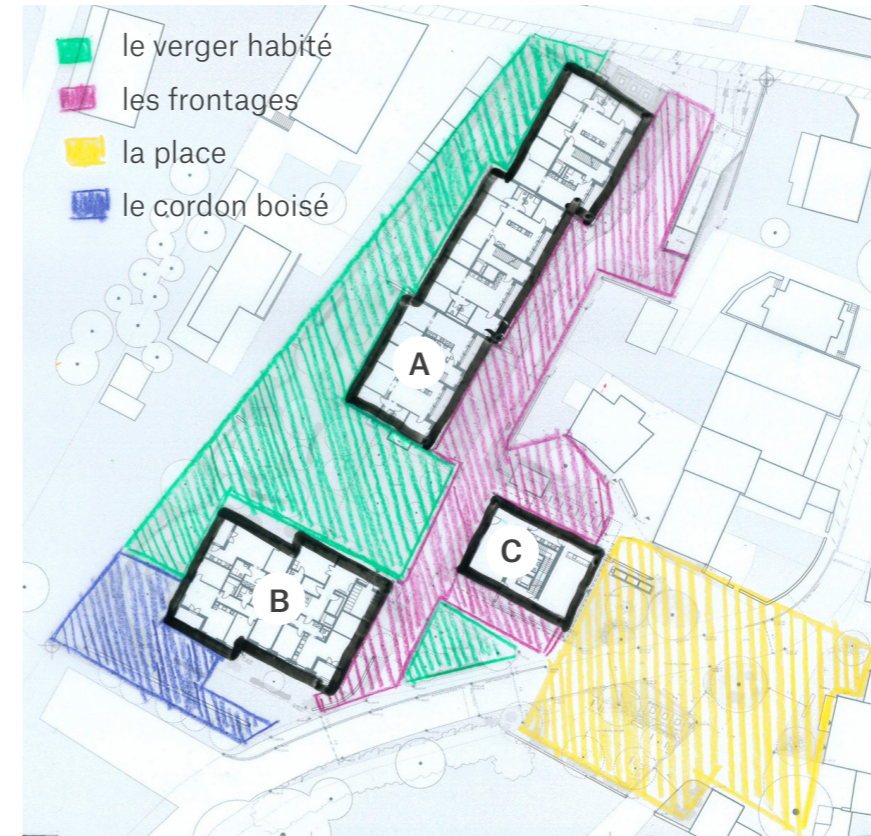 le verger habité
les frontages
la place
le cordon boisé
A
C
B